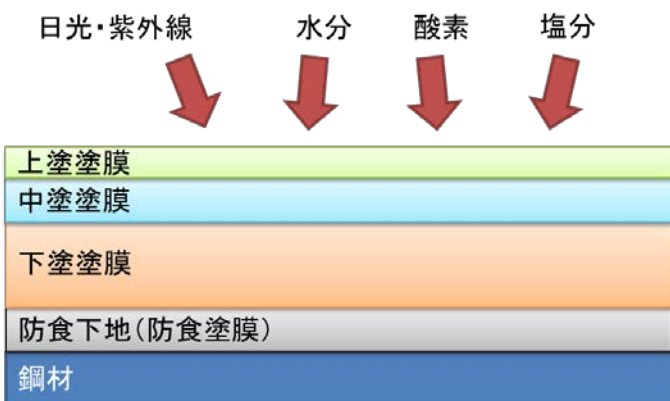 日光・紫外線 水分 酸素 塩分
上塗塗膜
中塗塗膜
下塗塗膜
防食下地(防食塗膜)
鋼材